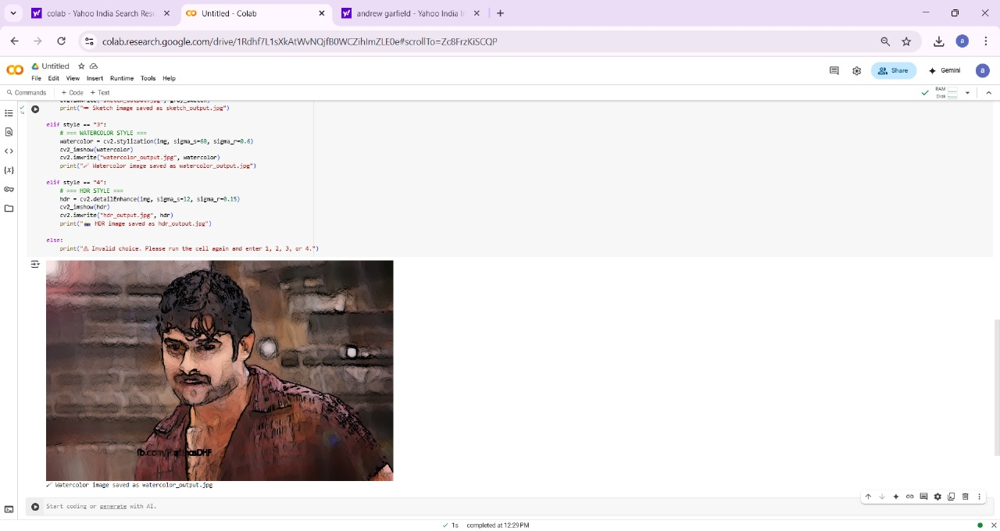 colab - Yahoo India Search Resu
Untitled - Colab
andrew garfield - Yahoo India I
colab.research.google.com/drive/1Rdhf7L1sXkAtWvNQjfB0WCZihImZLE0e#scrollTo=Zc8FrzKiSCQP
a
Untitled
Share
Gemini
a
File Edit View Insert Runtime Tools Help
Commands + Code + Text
RAM
Disk
1s
cv2.imwrite("sketch_output.jpg", gray_sketch)
print("✏️ Sketch image saved as sketch_output.jpg")
elif style == "3":
# === WATERCOLOR STYLE ===
watercolor = cv2.stylization(img, sigma_s=60, sigma_r=0.6)
cv2_imshow(watercolor)
cv2.imwrite("watercolor_output.jpg", watercolor)
print("🖌️ Watercolor image saved as watercolor_output.jpg")
elif style == "4":
# === HDR STYLE ===
hdr = cv2.detailEnhance(img, sigma_s=12, sigma_r=0.15)
cv2_imshow(hdr)
cv2.imwrite("hdr_output.jpg", hdr)
print("📷 HDR image saved as hdr_output.jpg")
else:
print("⚠ Invalid choice. Please run the cell again and enter 1, 2, 3, or 4.")
🖌️ Watercolor image saved as watercolor_output.jpg
Start coding or generate with AI.
1s completed at 12:29 PM